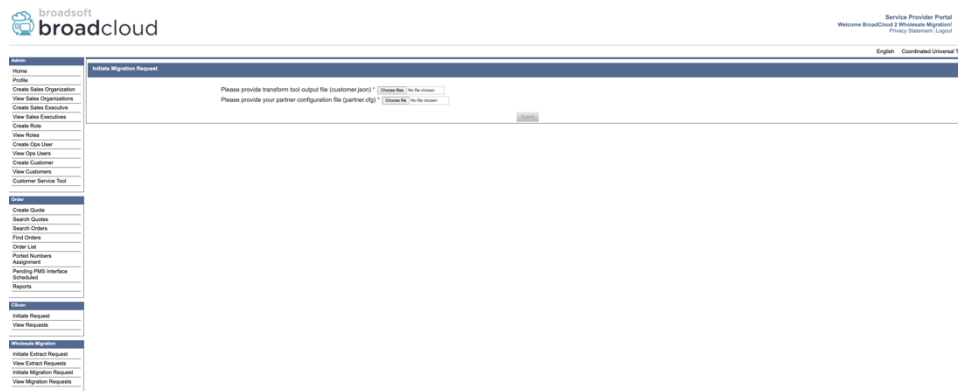 broadsoft
broadcloud
Service Provider Portal
Welcome BroadCloud 2 Wholesale Migration!
Privacy Statement | Logout
English Coordinated Universal T
Admin
Home
Profile
Create Sales Organization
View Sales Organizations
Create Sales Executive
View Sales Executives
Create Role
View Roles
Create Ops User
View Ops Users
Create Customer
View Customers
Customer Service Tool
Order
Create Quote
Search Quotes
Search Orders
Find Orders
Order List
Ported Numbers
Assignment
Pending PMS Interface
Scheduled
Reports
CScan
Initiate Request
View Requests
Wholesale Migration
Initiate Extract Request
View Extract Requests
Initiate Migration Request
View Migration Requests
Initiate Migration Request
Please provide transform tool output file (customer.json) * Choose files No file chosen
Please provide your partner configuration file (partner.cfg) * Choose file No file chosen
Submit